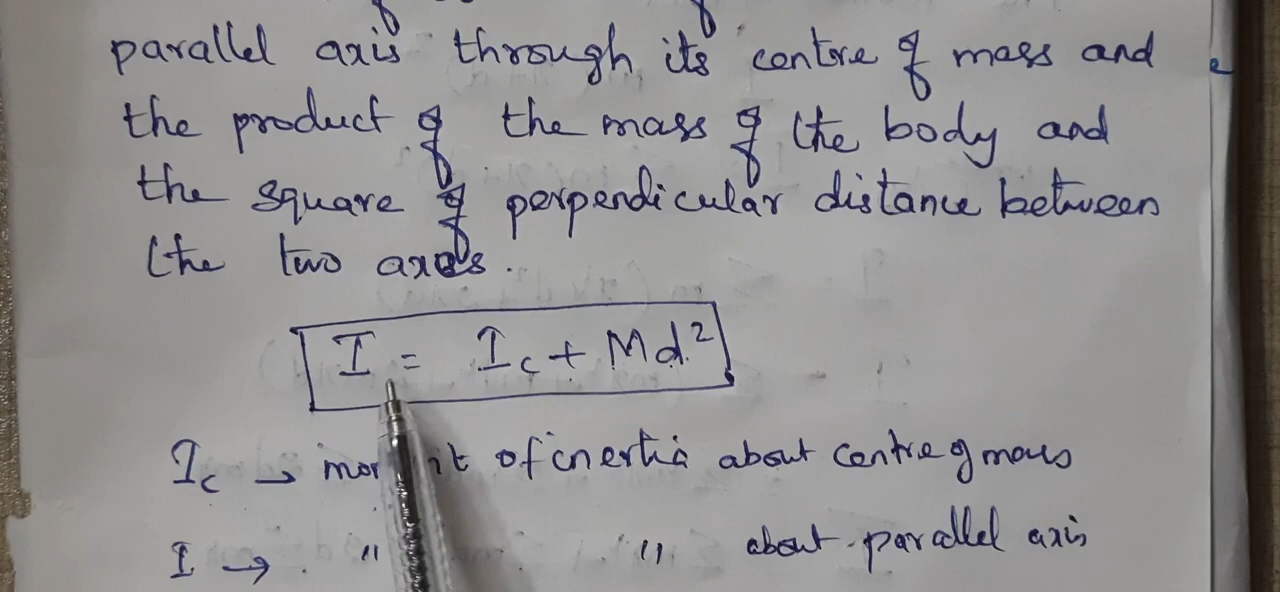 parallel axis through its centre of mass and
the product of the mass of the body and
the square of perpendicular distance between
the two axes.
I = Ic + Md²
Ic → of inertia about centre of mass
I → " " about parallel axis